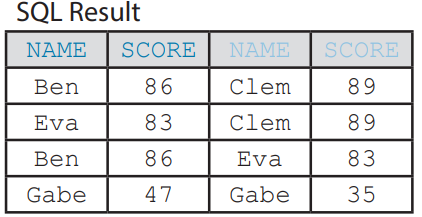 SQL Result
NAME SCORE NAME SCORE
Ben 86 Clem 89
Eva 83 Clem 89
Ben 86 Eva 83
Gabe 47 Gabe 35